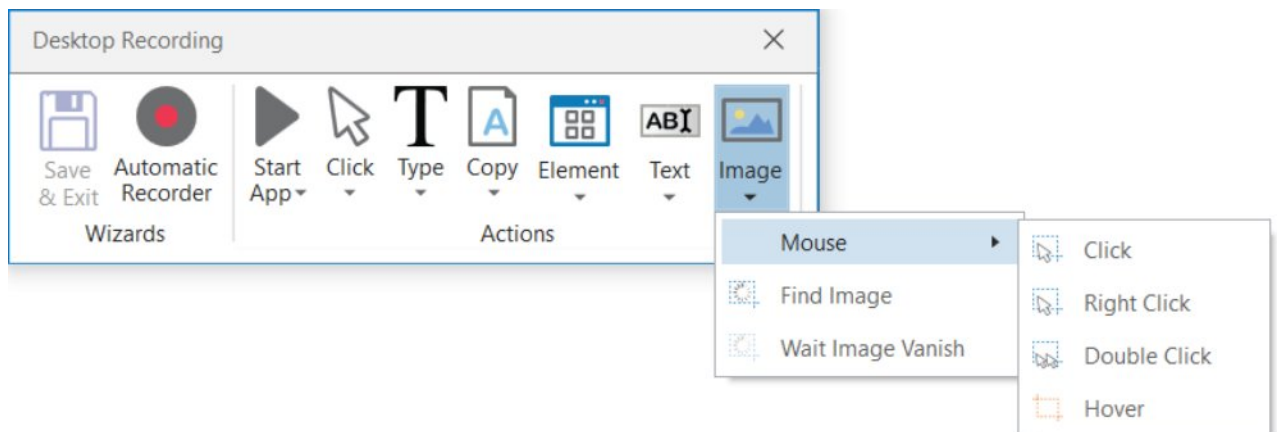 Desktop Recording
Save
& Exit
Automatic
Recorder
Start
App
Click
Type
Copy
Element
Text
Image
A
T
ABI
Wizards
Actions
Mouse
Find Image
Wait Image Vanish
Click
Right Click
Double Click
Hover